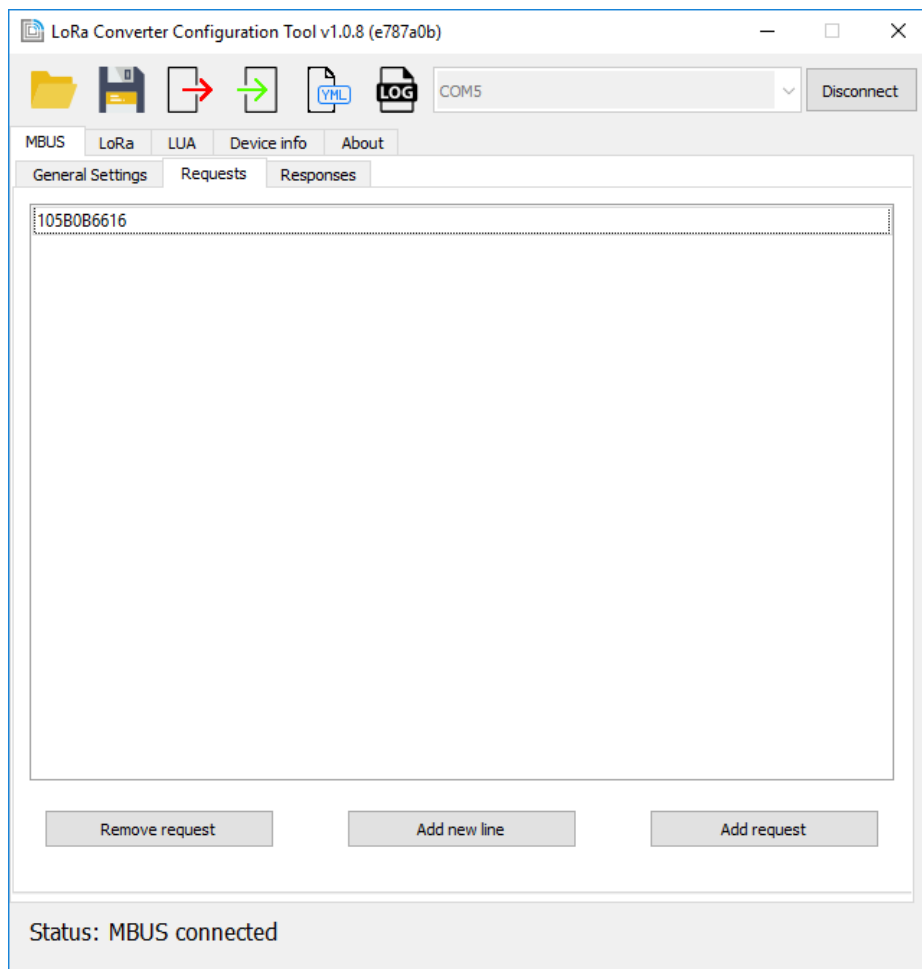 LoRa Converter Configuration Tool v1.0.8 (e787a0b)
YML LOG COM5 Disconnect
MBUS LoRa LUA Device info About
General Settings Requests Responses
105B0B6616
Remove request Add new line Add request
Status: MBUS connected